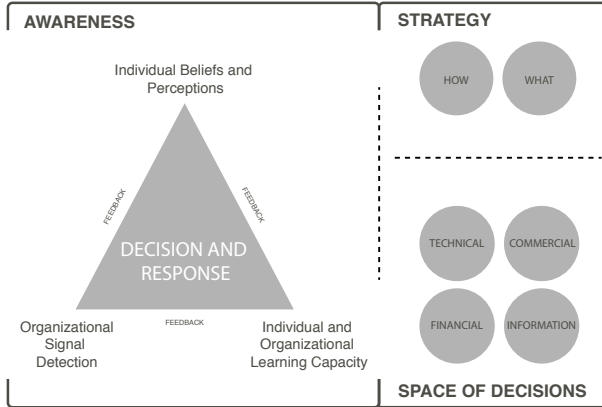 AWARENESS
Individual Beliefs and
Perceptions
FEEDBACK
FEEDBACK
DECISION AND
RESPONSE
FEEDBACK
Organizational
Signal
Detection
Individual and
Organizational
Learning Capacity
STRATEGY
HOW
WHAT
TECHNICAL
COMMERCIAL
FINANCIAL
INFORMATION
SPACE OF DECISIONS